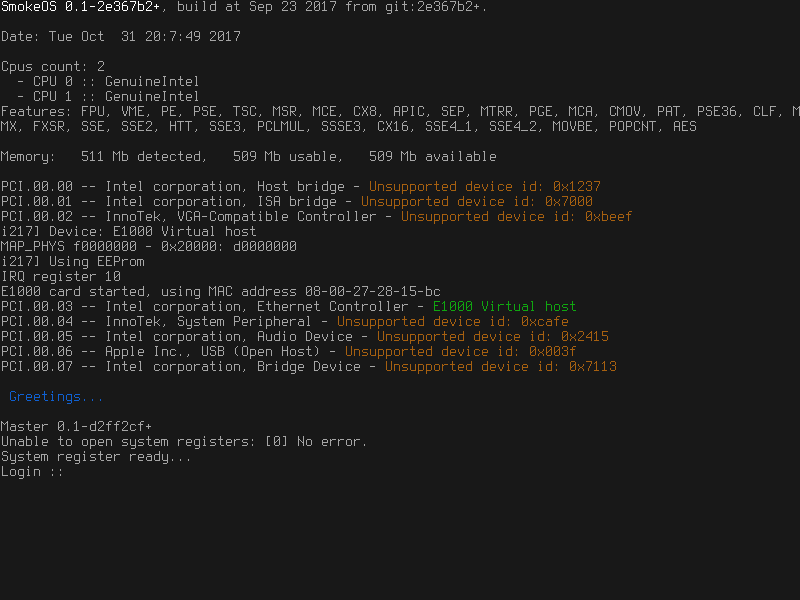 SmokeOS 0.1-2e367b2+, build at Sep 23 2017 from git:2e367b2+.
Date: Tue Oct  31 20:7:49 2017
Cpus count: 2
  - CPU 0 :: GenuineIntel
  - CPU 1 :: GenuineIntel
Features: FPU, VME, PE, PSE, TSC, MSR, MCE, CX8, APIC, SEP, MTRR, PGE, MCA, CMOV, PAT, PSE36, CLF, M
MX, FXSR, SSE, SSE2, HTT, SSE3, PCLMUL, SSSE3, CX16, SSE4_1, SSE4_2, MOVBE, POPCNT, AES
Memory:   511 Mb detected,   509 Mb usable,   509 Mb available
PCI.00.00 -- Intel corporation, Host bridge - Unsupported device id: 0x1237
PCI.00.01 -- Intel corporation, ISA bridge - Unsupported device id: 0x7000
PCI.00.02 -- InnoTek, VGA-Compatible Controller - Unsupported device id: 0xbeef
i217] Device: E1000 Virtual host
MAP_PHYS f0000000 - 0x20000: d0000000
i217] Using EEProm
IRQ register 10
E1000 card started, using MAC address 08-00-27-28-15-bc
PCI.00.03 -- Intel corporation, Ethernet Controller - E1000 Virtual host
PCI.00.04 -- InnoTek, System Peripheral - Unsupported device id: 0xcafe
PCI.00.05 -- Intel corporation, Audio Device - Unsupported device id: 0x2415
PCI.00.06 -- Apple Inc., USB (Open Host) - Unsupported device id: 0x003f
PCI.00.07 -- Intel corporation, Bridge Device - Unsupported device id: 0x7113
 Greetings...
Master 0.1-d2ff2cf+
Unable to open system registers: [0] No error.
System register ready...
Login ::